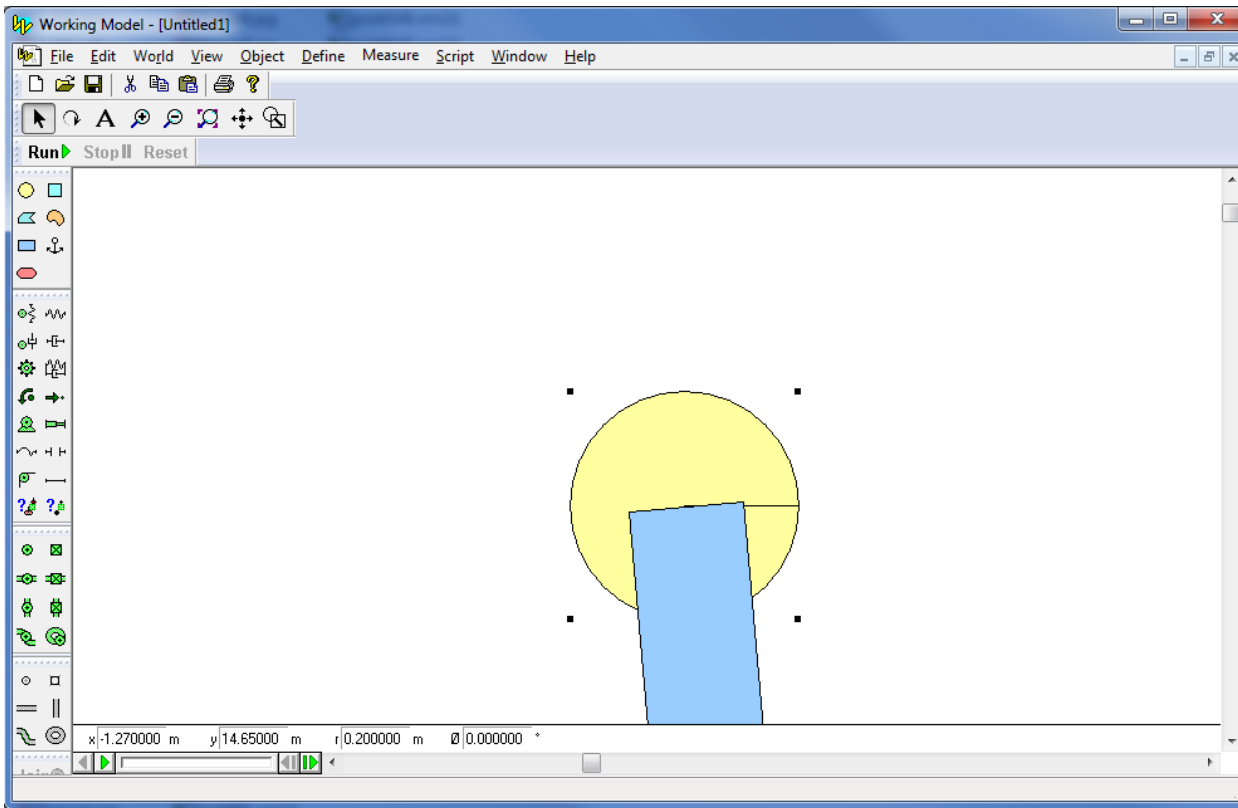 Working Model - [Untitled1]
File Edit World View Object Define Measure Script Window Help
A
Run Stop Reset
x -1.270000 m y 14.65000 m r 0.200000 m Ø 0.000000 °